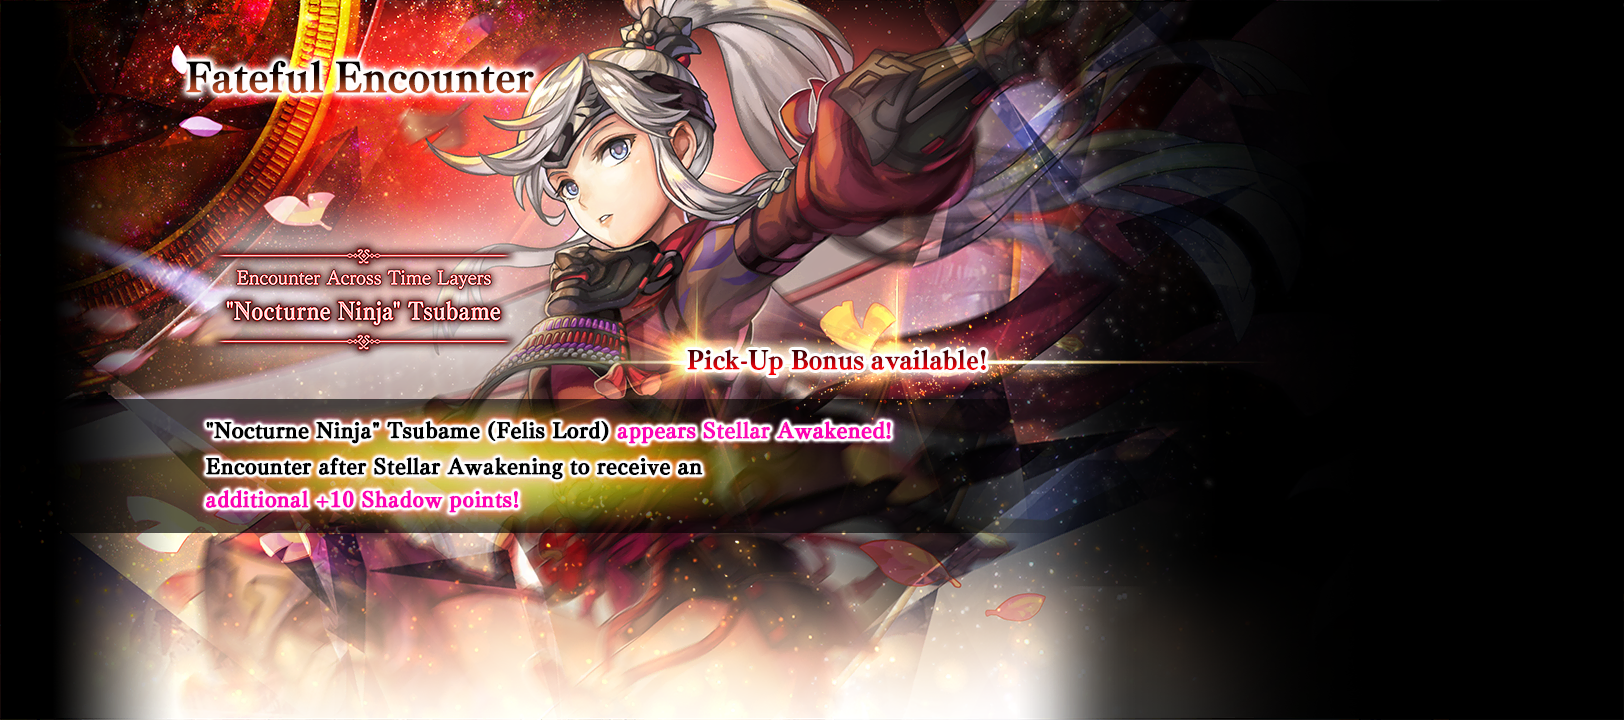 Fateful Encounter
Encounter Across Time Layers
"Nocturne Ninja" Tsubame
Pick-Up Bonus available!
"Nocturne Ninja" Tsubame (Felis Lord) appears Stellar Awakened!
Encounter after Stellar Awakening to receive an
additional +10 Shadow points!